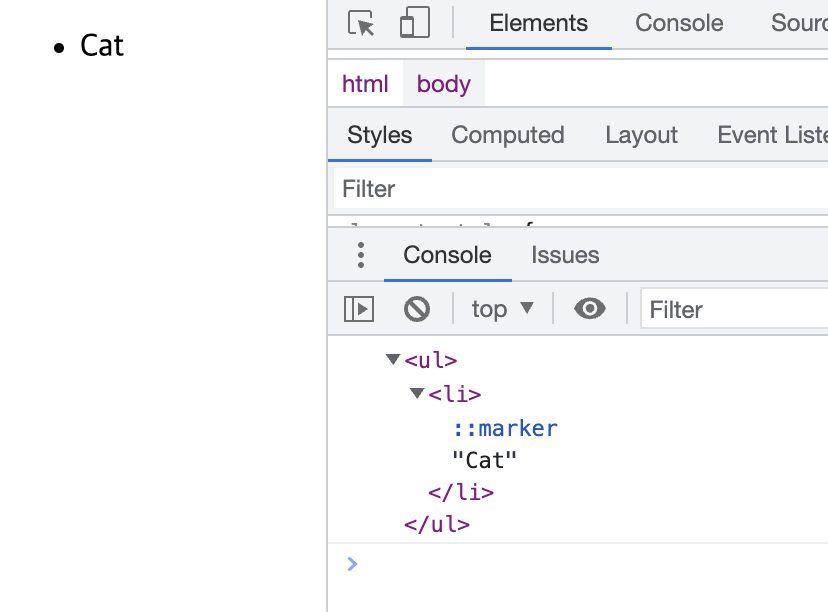 Cat
Elements Console Sourc
html body
Styles Computed Layout Event Liste
Filter
Console Issues
top Filter
<ul>
<li>
::marker
"Cat"
</li>
</ul>